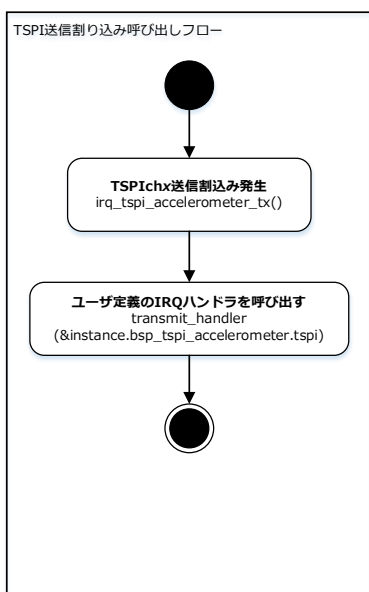 TSPI送信割り込み呼び出しフロー
TSPIchx送信割込み発生
irq_tspi_accelerometer_tx()
ユーザ定義のIRQハンドラを呼び出す
transmit_handler
(&instance.bsp_tspi_accelerometer.tspi)